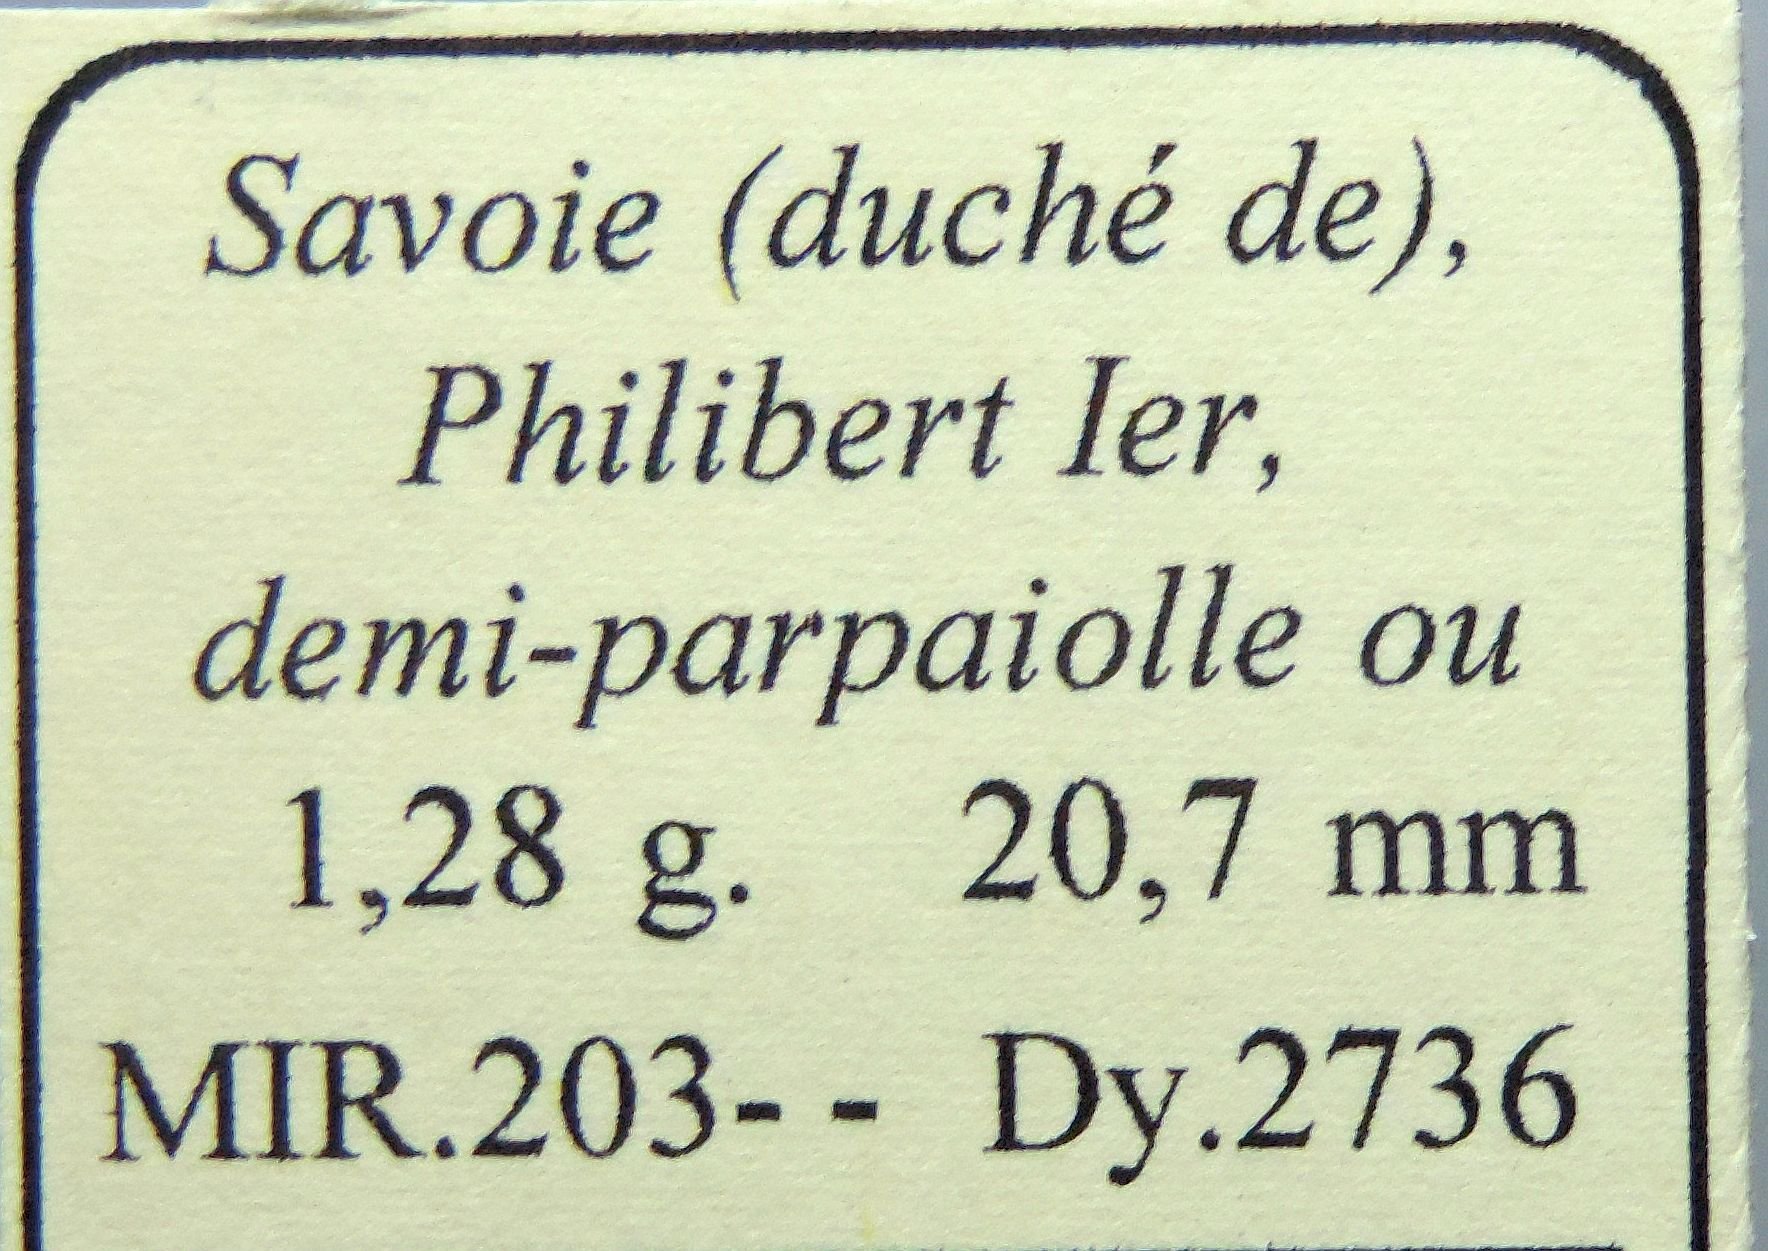 Savoie (duché de),
Philibert Ier,
demi-parpaiolle ou
1,28 g. 20,7 mm
MIR.203- - Dy.2736